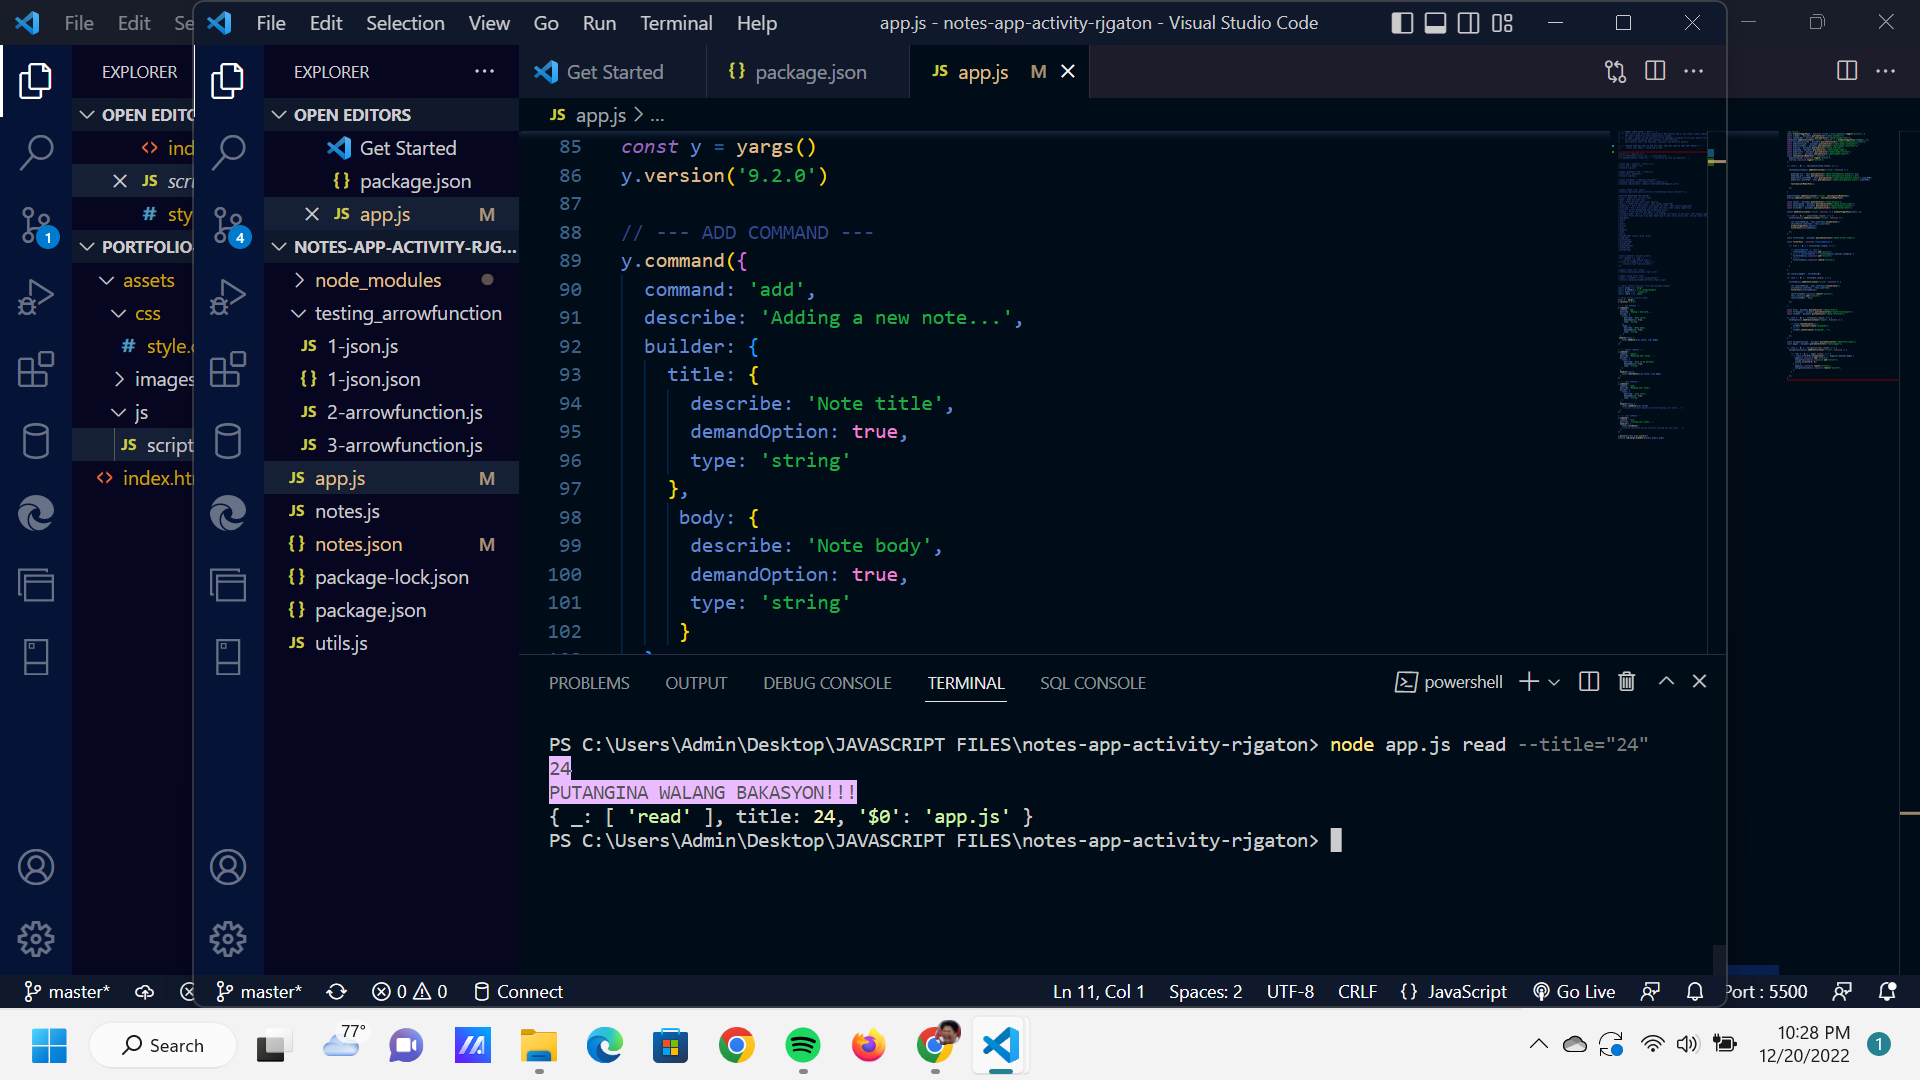 File Edit Se
File Edit Selection View Go Run Terminal Help
app.js - notes-app-activity-rjgaton - Visual Studio Code
EXPLORER
OPEN EDITO
<> ind
JS scri
# sty
1
PORTFOLIO
assets
css
# style.c
images
js
JS script
<> index.ht
EXPLORER ...
OPEN EDITORS
Get Started
{} package.json
JS app.js M
4
NOTES-APP-ACTIVITY-RJG...
node_modules
testing_arrowfunction
JS 1-json.js
{} 1-json.json
JS 2-arrowfunction.js
JS 3-arrowfunction.js
JS app.js M
JS notes.js
{} notes.json M
{} package-lock.json
{} package.json
JS utils.js
Get Started
{} package.json
JS app.js M
JS app.js > ...
85 const y = yargs()
86 y.version('9.2.0')
87
88 // --- ADD COMMAND ---
89 y.command({
90 command: 'add',
91 describe: 'Adding a new note...',
92 builder: {
93 title: {
94 describe: 'Note title',
95 demandOption: true,
96 type: 'string'
97 },
98 body: {
99 describe: 'Note body',
100 demandOption: true,
101 type: 'string'
102 }
PROBLEMS OUTPUT DEBUG CONSOLE TERMINAL SQL CONSOLE
powershell
PS C:\Users\Admin\Desktop\JAVASCRIPT FILES\notes-app-activity-rjgaton> node app.js read --title="24"
24
PUTANGINA WALANG BAKASYON!!!
{ _: [ 'read' ], title: 24, '$0': 'app.js' }
PS C:\Users\Admin\Desktop\JAVASCRIPT FILES\notes-app-activity-rjgaton>
master*
master* 0 0 Connect
Ln 11, Col 1 Spaces: 2 UTF-8 CRLF {} JavaScript Go Live
Port : 5500
Search
77°
10:28 PM
12/20/2022
1